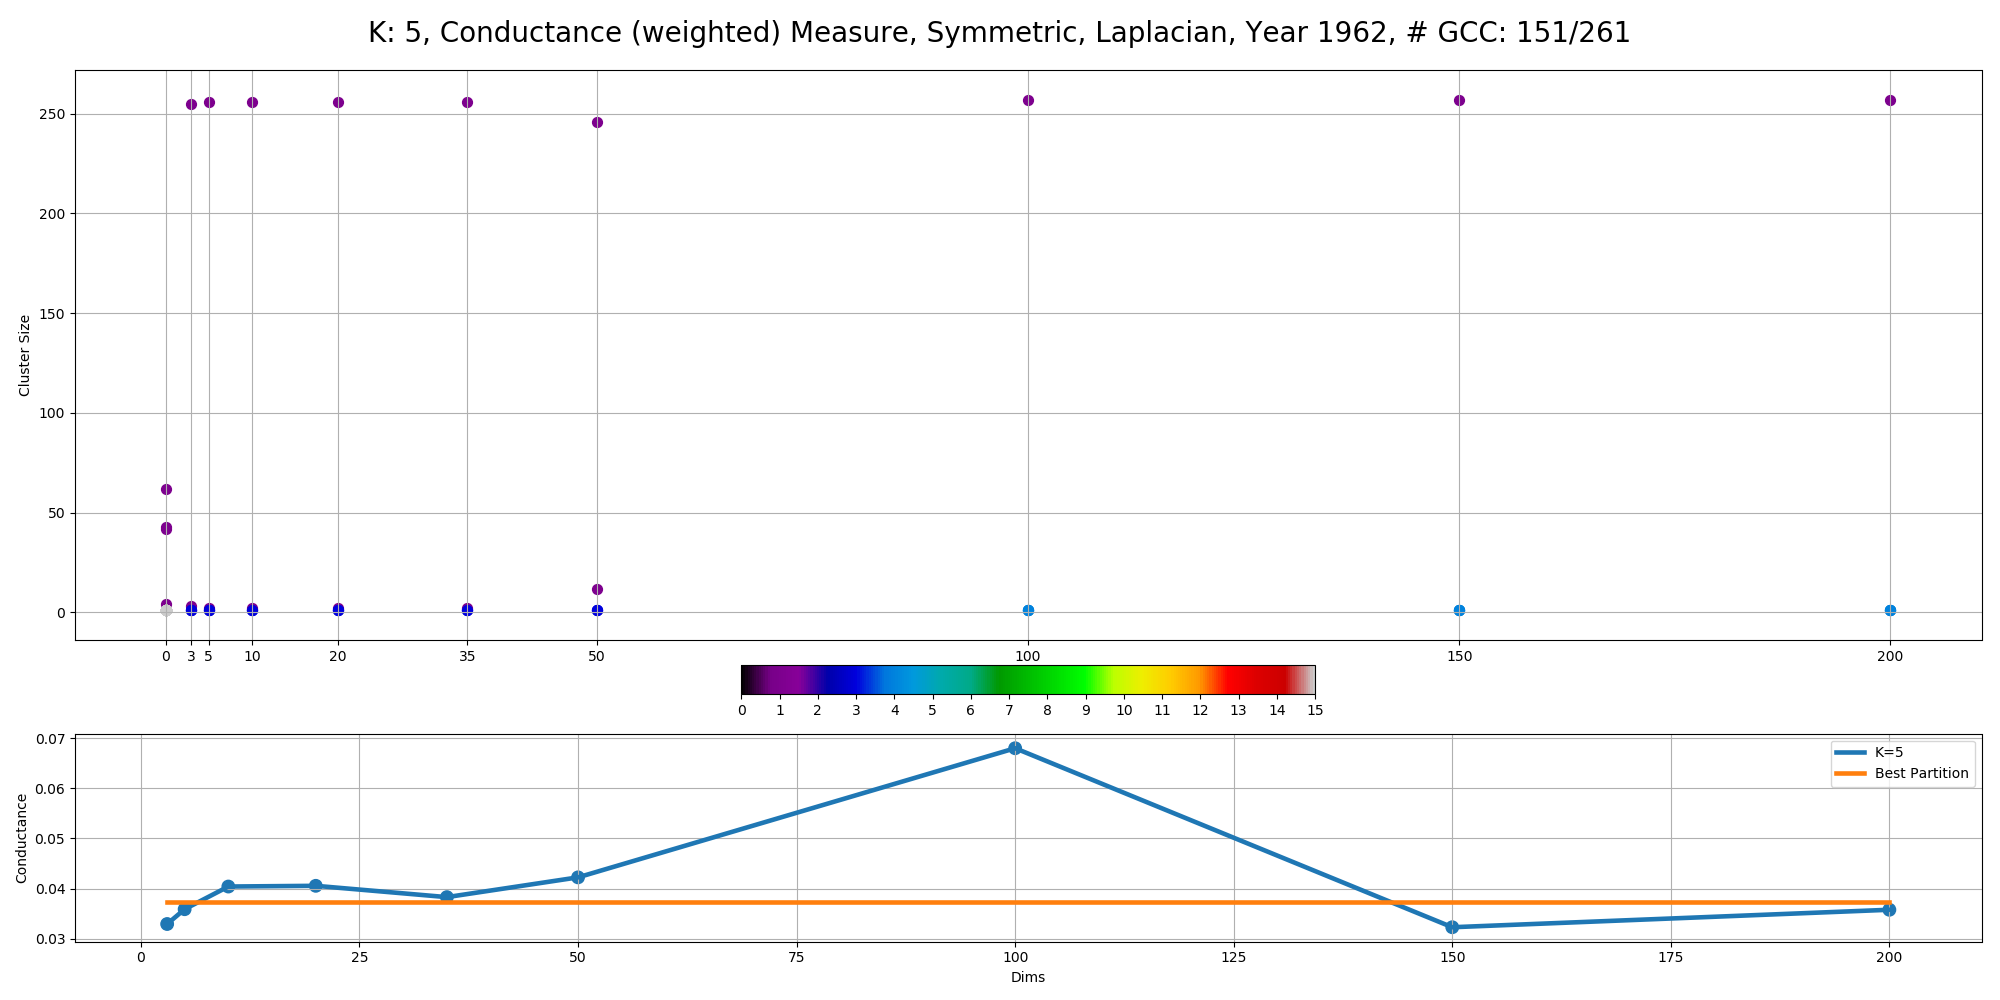 K: 5, Conductance (weighted) Measure, Symmetric, Laplacian, Year 1962, # GCC: 151/261
250
200
150
100
50
0
Cluster Size
0 3 5 10 20 35 50 100 150 200
0 1 2 3 4 5 6 7 8 9 10 11 12 13 14 15
0.07
0.06
0.05
0.04
0.03
Conductance
K=5
Best Partition
0 25 50 75 100 125 150 175 200
Dims